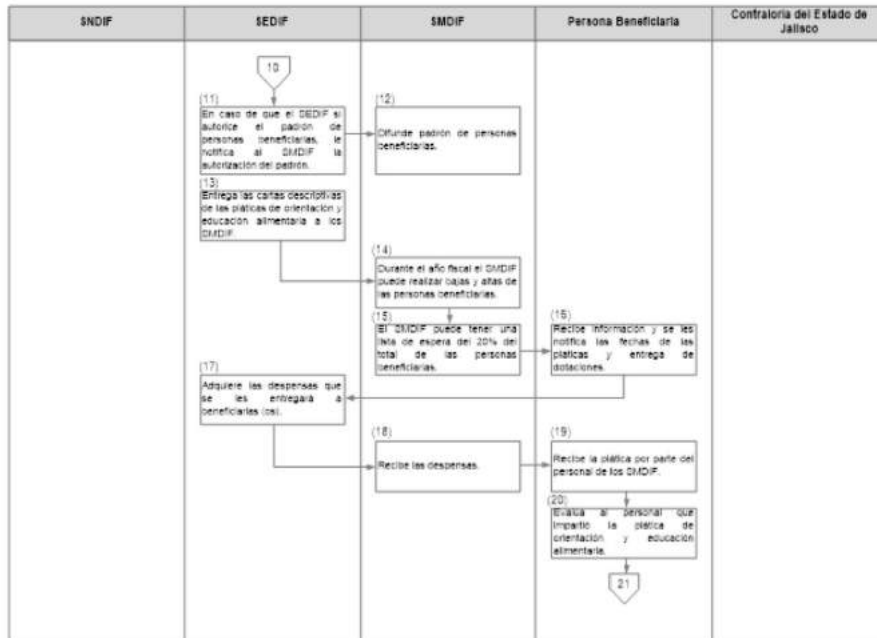 SNDIF
SEDIF
SMDIF
Persona Beneficiaria
Contraloría del Estado de
Jalisco
10
(11)
En caso de que el SEDIF si
autorice el padrón de
personas beneficiarias, le
notifica al SMDIF la
autorización del padrón.
(12)
Difunde padrón de personas
beneficiarias.
(13)
Entrega las cartas descriptivas
de las pláticas de orientación y
educación alimentaria a los
SMDIF.
(14)
Durante el año fiscal el SMDIF
puede realizar bajas y altas de
las personas beneficiarias.
(15)
El SMDIF puede tener una
lista de espera del 20% del
total de las personas
beneficiarias.
(16)
Recibe información y se les
notifica las fechas de las
pláticas y entrega de
dotaciones.
(17)
Adquiere las despensas que
se les entregará a
beneficiarias (os).
(18)
Recibe las despensas.
(19)
Recibe la plática por parte del
personal de los SMDIF.
(20)
Evalúa al personal que
impartió la plática de
orientación y educación
alimentaria.
21